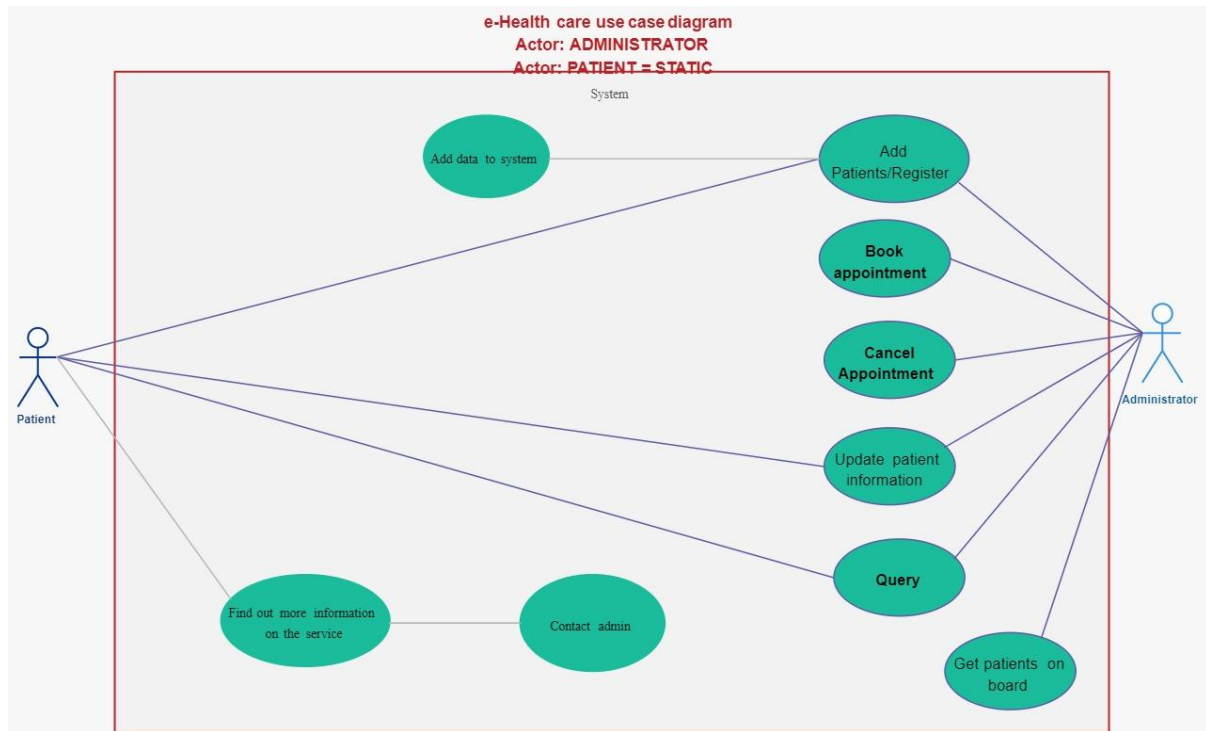 e-Health care use case diagram
Actor: ADMINISTRATOR
Actor: PATIENT = STATIC
System
Add data to system
Add
Patients/Register
Book
appointment
Cancel
Appointment
Patient
Administrator
Update patient
information
Query
Find out more information
on the service
Contact admin
Get patients on
board